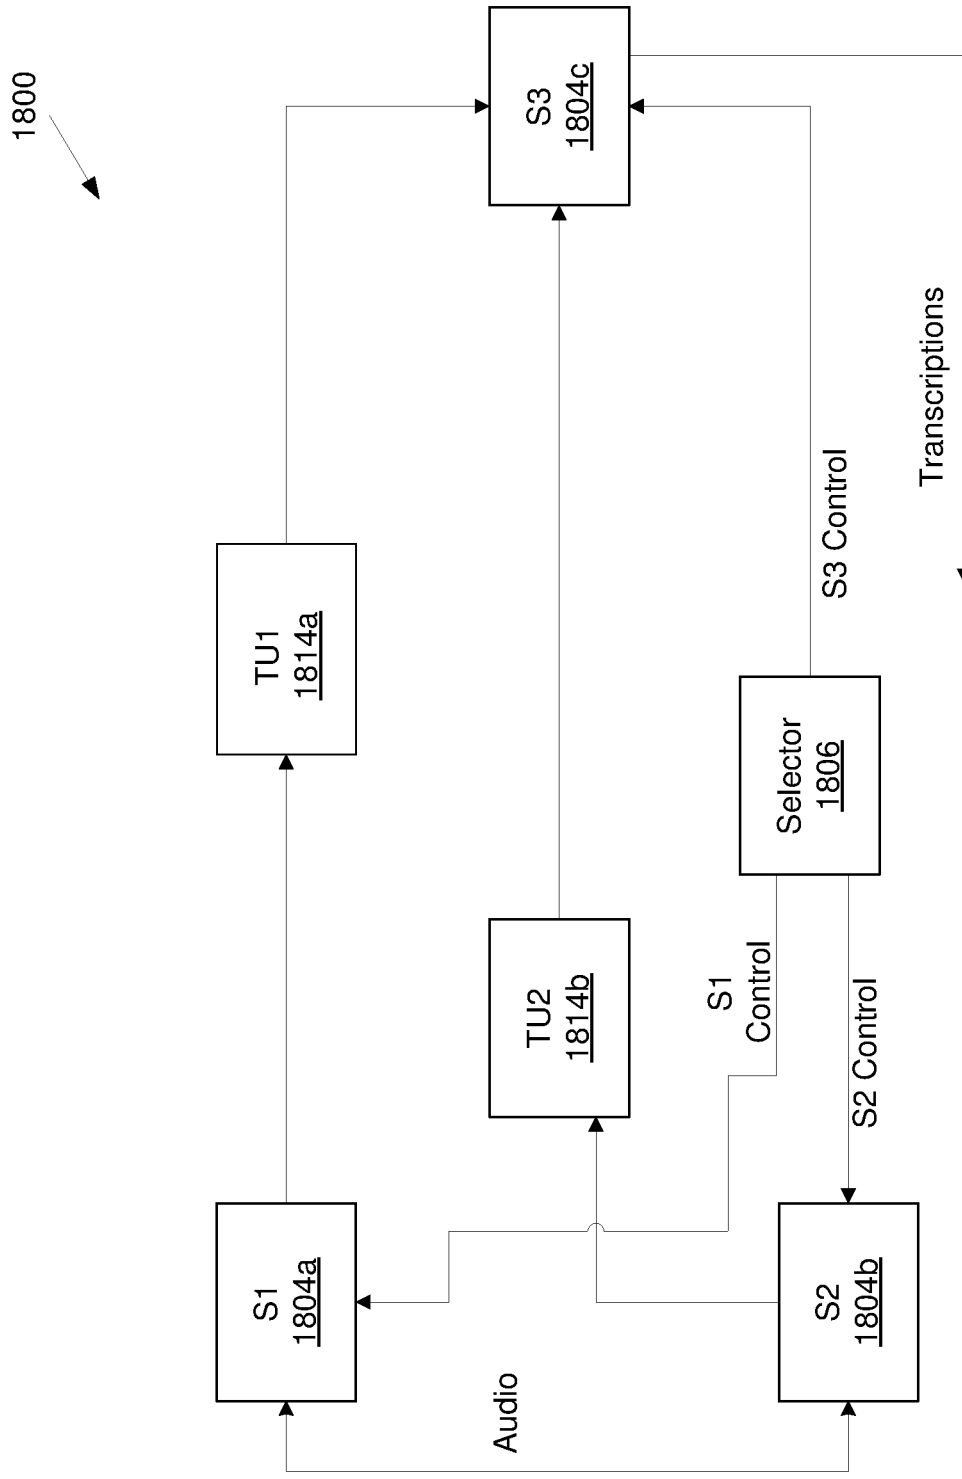 1800
S1
1804a
TU1
1814a
S3
1804c
TU2
1814b
Audio
S1
Control
Selector
1806
S2
1804b
S2 Control
S3 Control
Transcriptions